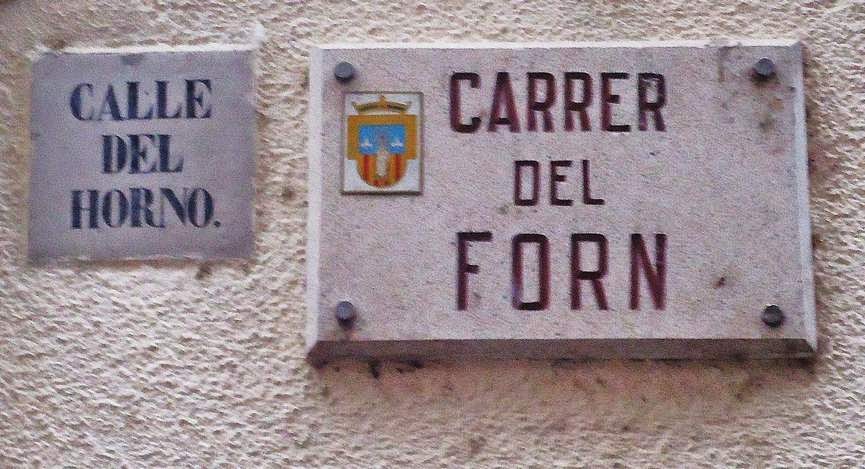 CALLE
DEL
HORNO.
CARRER
DEL
FORN